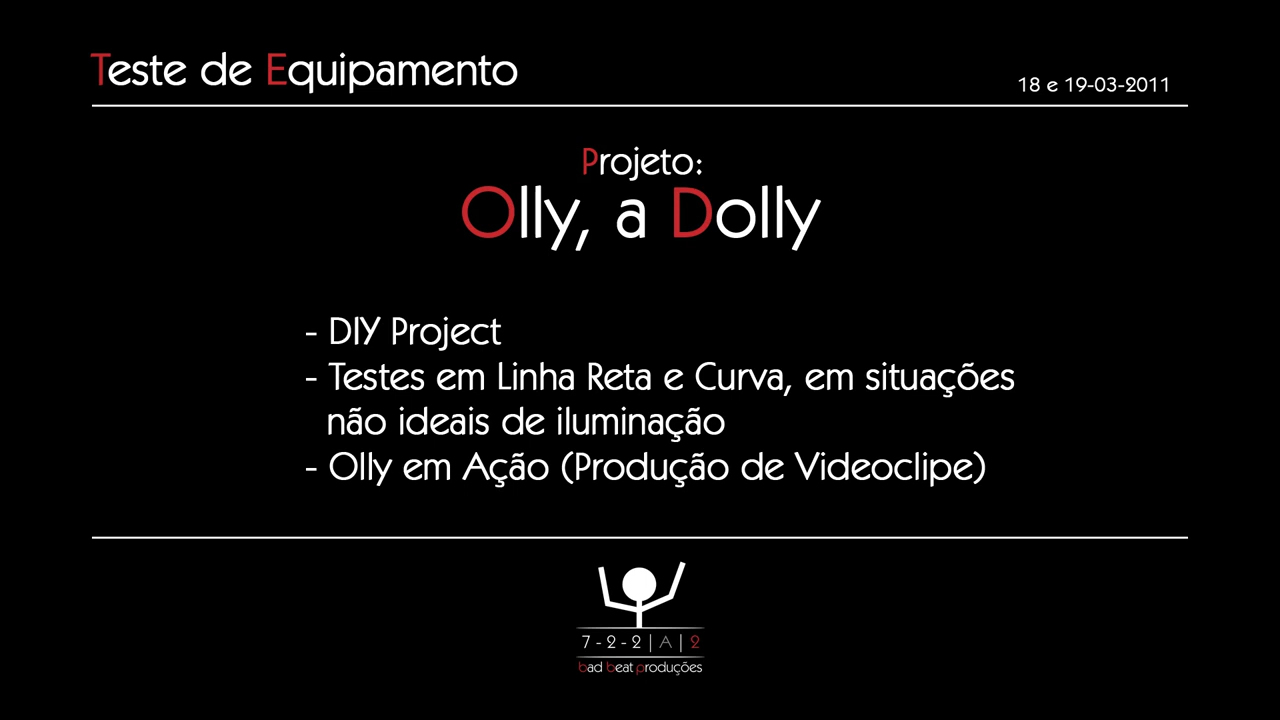 Teste de Equipamento
18 e 19-03-2011
Projeto:
Olly, a Dolly
- DIY Project
- Testes em Linha Reta e Curva, em situações
não ideais de iluminação
- Olly em Ação (Produção de Videoclipe)
7-2-2|A|2
bad beat produções